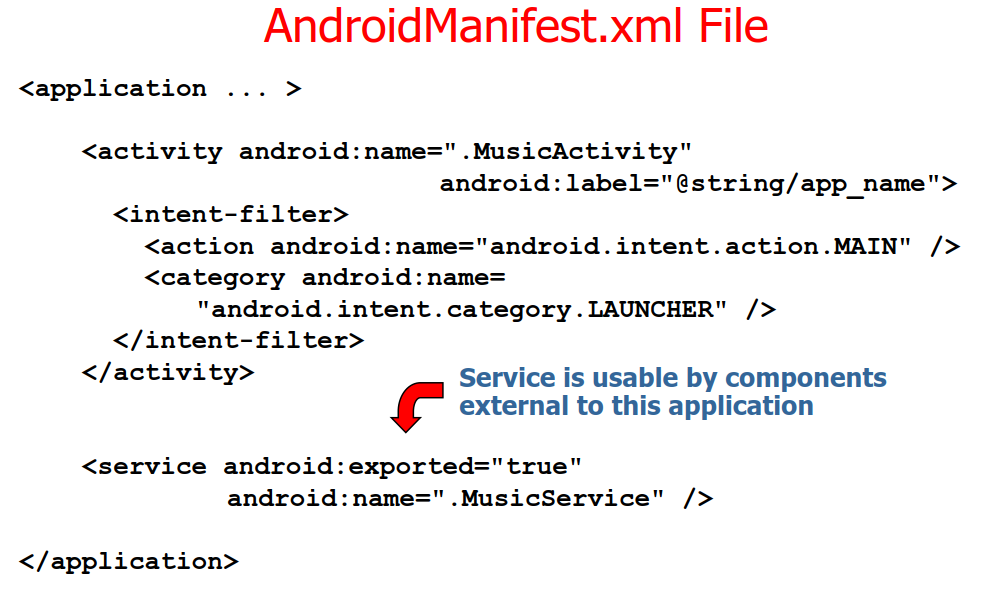 AndroidManifest.xml File
<application ... >
<activity android:name=".MusicActivity"
android:label="@string/app_name">
<intent-filter>
<action android:name="android.intent.action.MAIN" />
<category android:name=
"android.intent.category.LAUNCHER" />
</intent-filter>
</activity>
Service is usable by components
external to this application
<service android:exported="true"
android:name=".MusicService" />
</application>